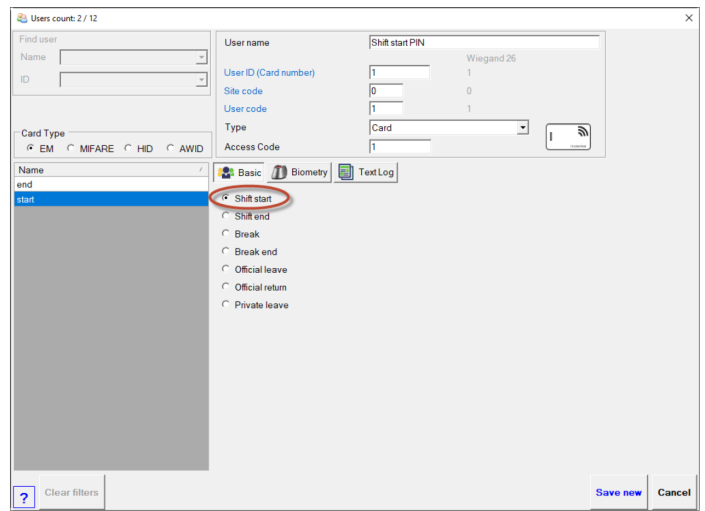 Users count: 2 / 12
Find user
Name
ID
User name Shift start PIN
Wiegand 26
User ID (Card number) 1 1
Site code 0 0
User code 1 1
Type Card
Access Code 1
Card Type
EM MIFARE HID AWID
Name
end
start
Basic Biometry Text Log
Shift start
Shift end
Break
Break end
Official leave
Official return
Private leave
? Clear filters
Save new Cancel